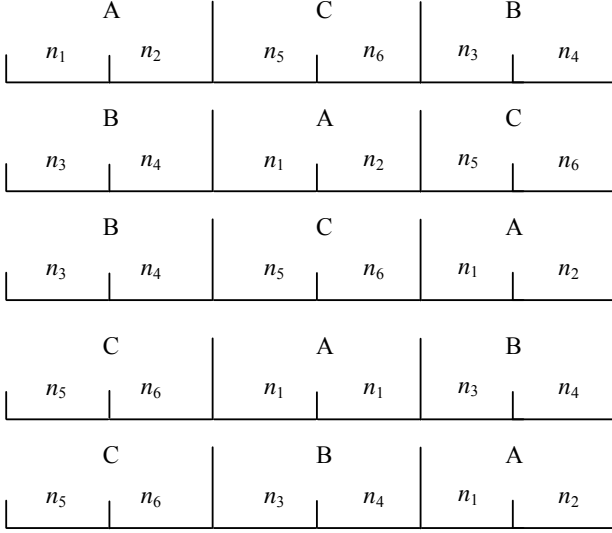 A C B
n₁ n₂ n₅ n₆ n₃ n₄
B A C
n₃ n₄ n₁ n₂ n₅ n₆
B C A
n₃ n₄ n₅ n₆ n₁ n₂
C A B
n₅ n₆ n₁ n₁ n₃ n₄
C B A
n₅ n₆ n₃ n₄ n₁ n₂